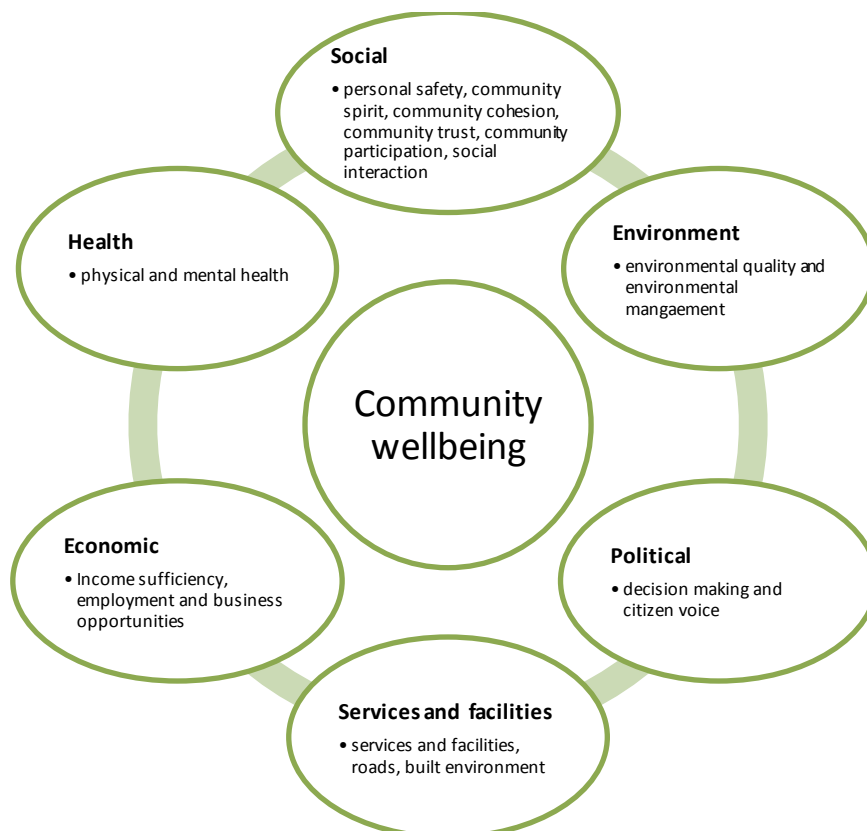 Social
• personal safety, community
spirit, community cohesion,
community trust, community
participation, social
interaction
Health
• physical and mental health
Environment
• environmental quality and
environmental
mangaement
Community
wellbeing
Economic
• Income sufficiency,
employment and business
opportunities
Political
• decision making and
citizen voice
Services and facilities
• services and facilities,
roads, built environment